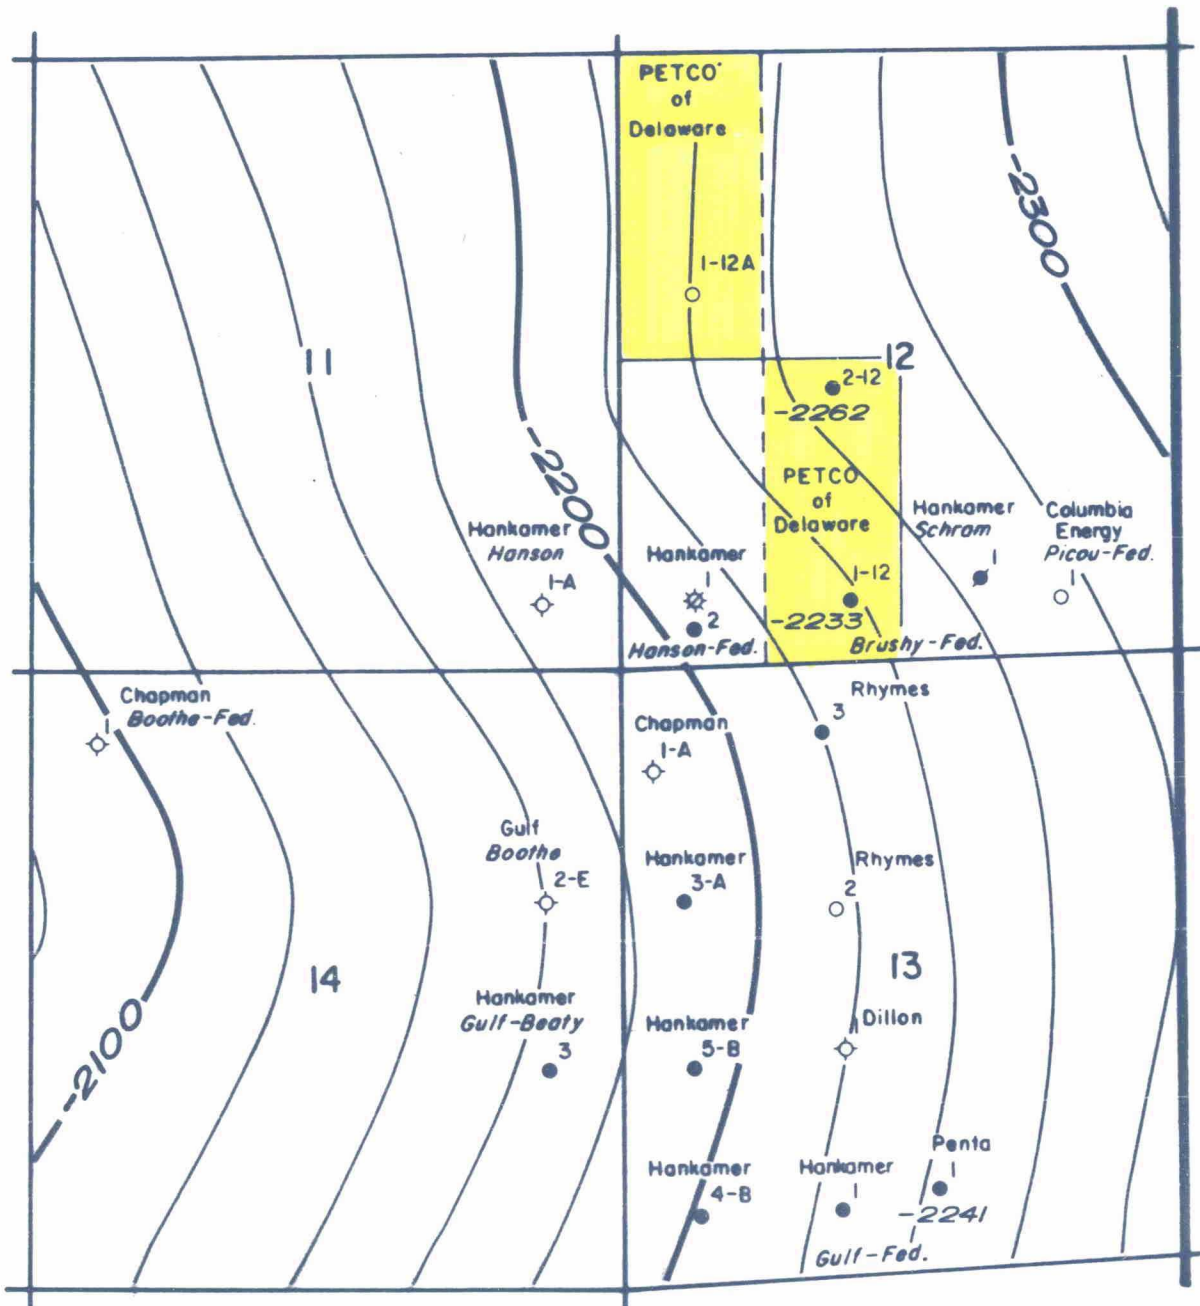 PETCO
of
Delaware
1-12A
-2300
11
12
2-12
-2262
-2200
PETCO
of
Delaware
Hankamer
Hanson
1-A
Hankamer
1
2
Hanson-Fed.
1-12
-2233
Brushy-Fed.
Hankamer
Schram
1
Columbia
Energy
Picou-Fed.
1
Chapman
Boothe-Fed.
1
Chapman
1-A
Rhymes
3
Gulf
Boothe
2-E
Hankamer
3-A
Rhymes
2
14
13
-2100
Hankamer
Gulf-Beaty
3
Hankamer
5-B
Dillon
1
Hankamer
4-B
Hankamer
1
Gulf-Fed.
Penta
1
-2241